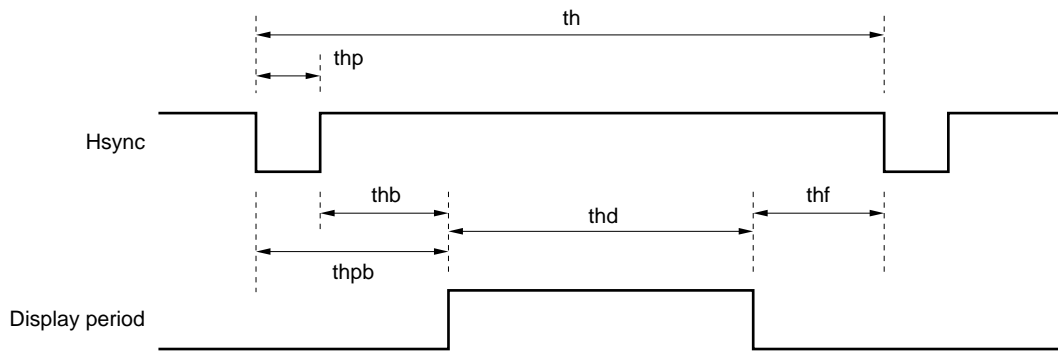 th
thp
Hsync
thb
thd
thf
thpb
Display period